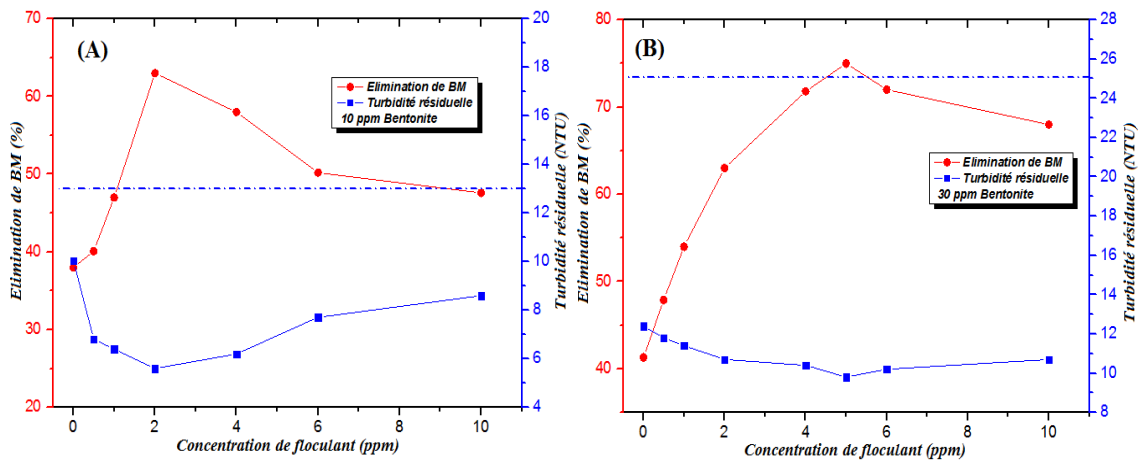 (A)
Elimination de BM (%)
70
60
50
40
30
20
Elimination de BM
Turbidité résiduelle
10 ppm Bentonite
20
18
16
14
12
10
8
6
4
Turbidité résiduelle (NTU)
0 2 4 6 8 10
Concentration de floculant (ppm)
(B)
Elimination de BM (%)
80
70
60
50
40
Elimination de BM
Turbidité résiduelle
30 ppm Bentonite
28
26
24
22
20
18
16
14
12
10
8
Turbidité résiduelle (NTU)
0 2 4 6 8 10
Concentration de floculant (ppm)